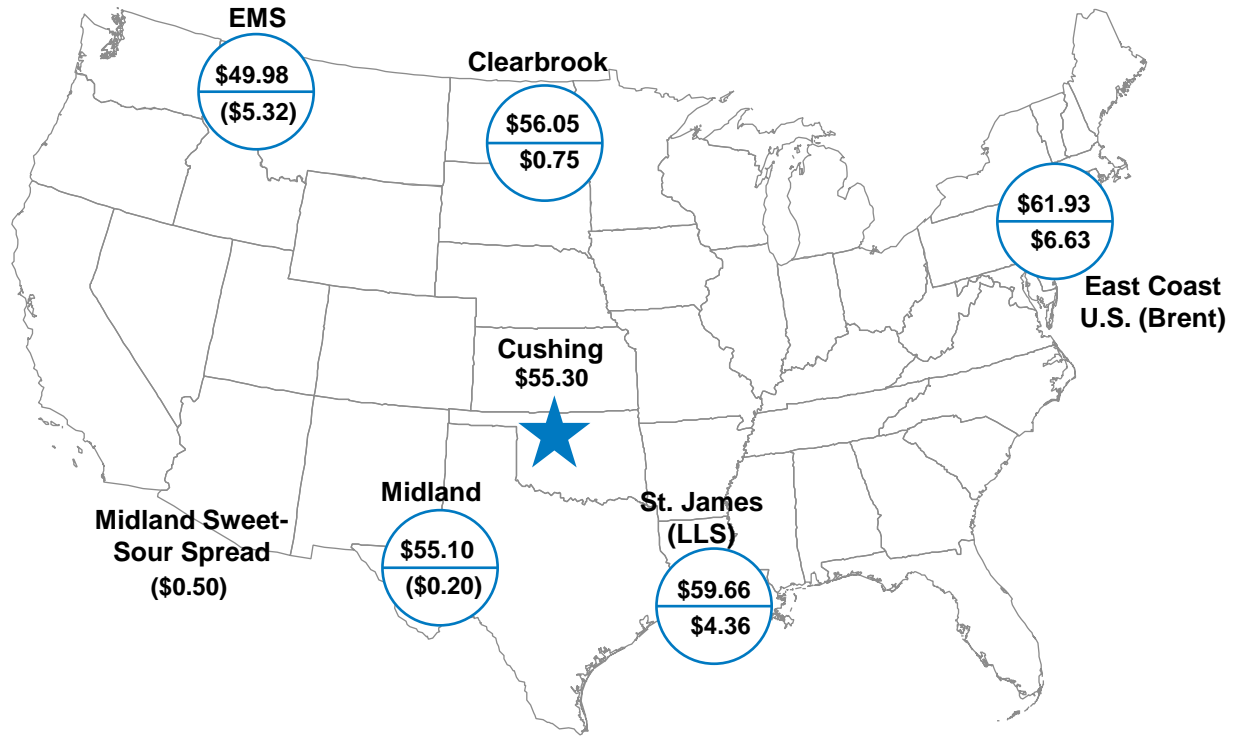 EMS
$49.98
($5.32)
Clearbrook
$56.05
$0.75
$61.93
$6.63
East Coast
U.S. (Brent)
Cushing
$55.30
Midland
$55.10
($0.20)
Midland Sweet-
Sour Spread
($0.50)
St. James
(LLS)
$59.66
$4.36